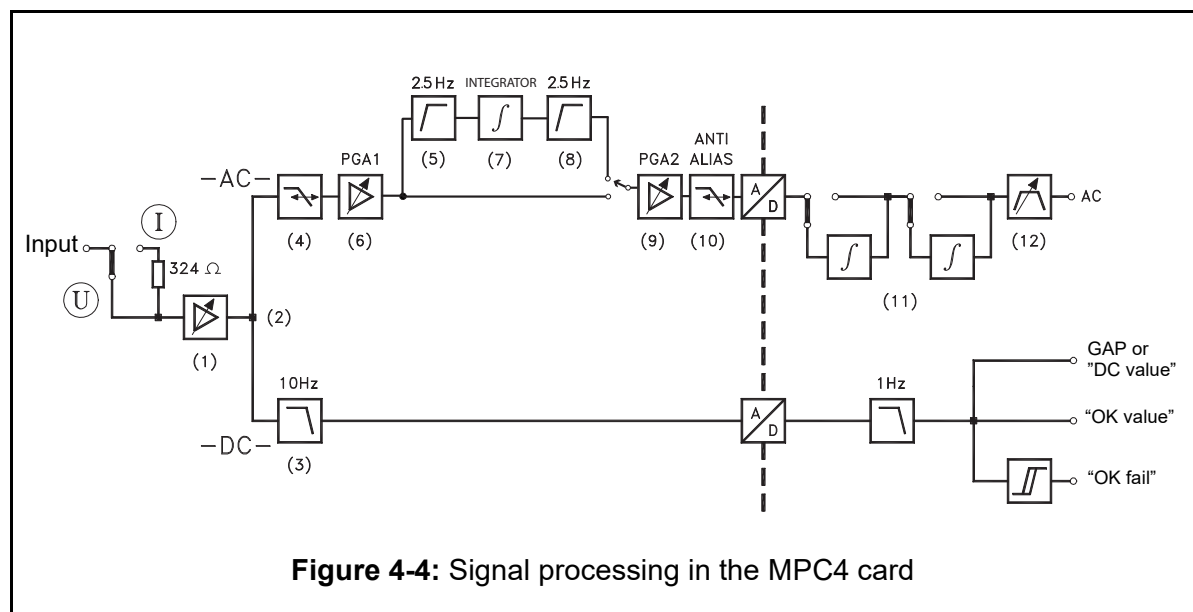 2.5 Hz
INTEGRATOR
2.5 Hz
∫
(5)
(7)
(8)
PGA1
PGA2
ANTI
ALIAS
–AC–
A
D
AC
(4)
(6)
(9)
(10)
∫
∫
(12)
(11)
I
Input
324 Ω
U
(1)
(2)
GAP or
"DC value"
10Hz
A
D
1Hz
“OK value”
–DC–
(3)
“OK fail”
Figure 4-4: Signal processing in the MPC4 card